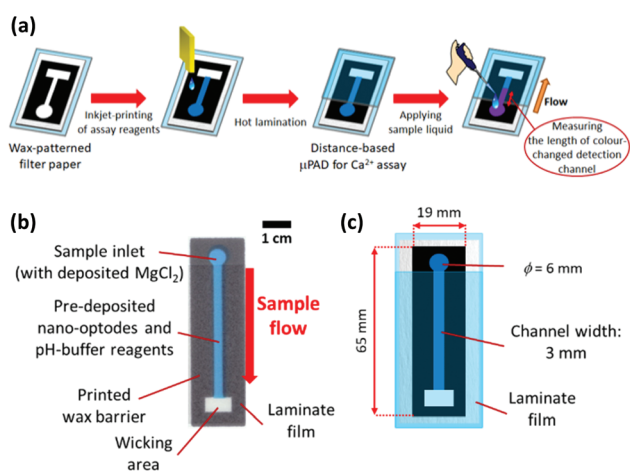 (a)
Wax-patterned
filter paper
Inkjet-printing
of assay reagents
Hot lamination
Distance-based
µPAD for Ca²⁺ assay
Applying
sample liquid
Flow
Measuring
the length of colour-
changed detection
channel
(b)
1 cm
Sample inlet
(with deposited MgCl₂)
Pre-deposited
nano-optodes and
pH-buffer reagents
Sample
flow
Printed
wax barrier
Wicking
area
Laminate
film
(c)
19 mm
65 mm
ϕ = 6 mm
Channel width:
3 mm
Laminate
film